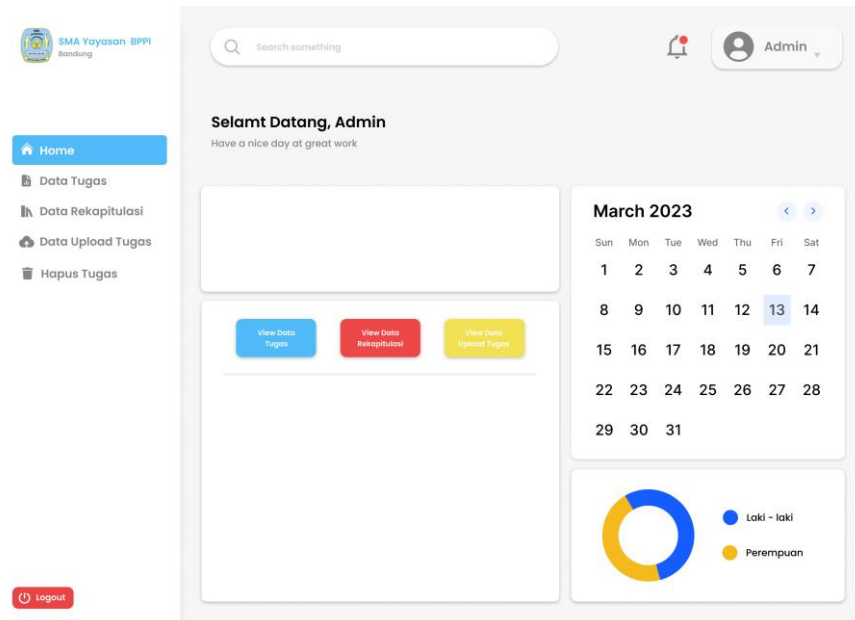 SMA Yayasan BPPI
Bandung
Search something
Admin
Selamt Datang, Admin
Have a nice day at great work
Home
Data Tugas
Data Rekapitulasi
Data Upload Tugas
Hapus Tugas
Logout
View Data
Tugas
View Data
Rekapitulasi
View Data
Upload Tugas
March 2023
Sun Mon Tue Wed Thu Fri Sat
1 2 3 4 5 6 7
8 9 10 11 12 13 14
15 16 17 18 19 20 21
22 23 24 25 26 27 28
29 30 31
Laki - laki
Perempuan